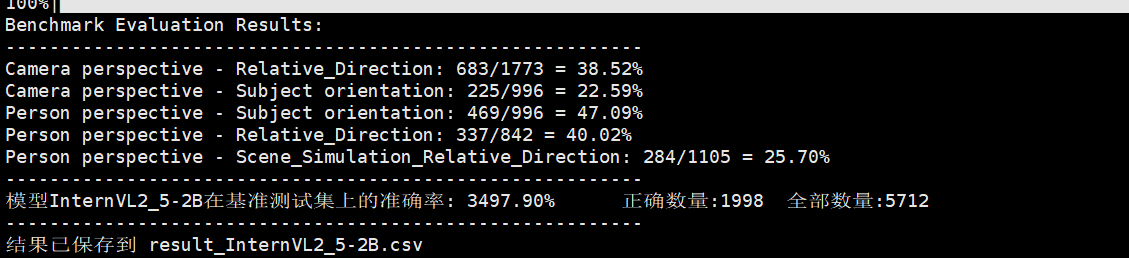 100%|
Benchmark Evaluation Results:
----------------------------------------------------------
Camera perspective - Relative_Direction: 683/1773 = 38.52%
Camera perspective - Subject orientation: 225/996 = 22.59%
Person perspective - Subject orientation: 469/996 = 47.09%
Person perspective - Relative_Direction: 337/842 = 40.02%
Person perspective - Scene_Simulation_Relative_Direction: 284/1105 = 25.70%
----------------------------------------------------------
模型InternVL2_5-2B在基准测试集上的准确率: 3497.90% 正确数量:1998 全部数量:5712
----------------------------------------------------------
结果已保存到 result_InternVL2_5-2B.csv